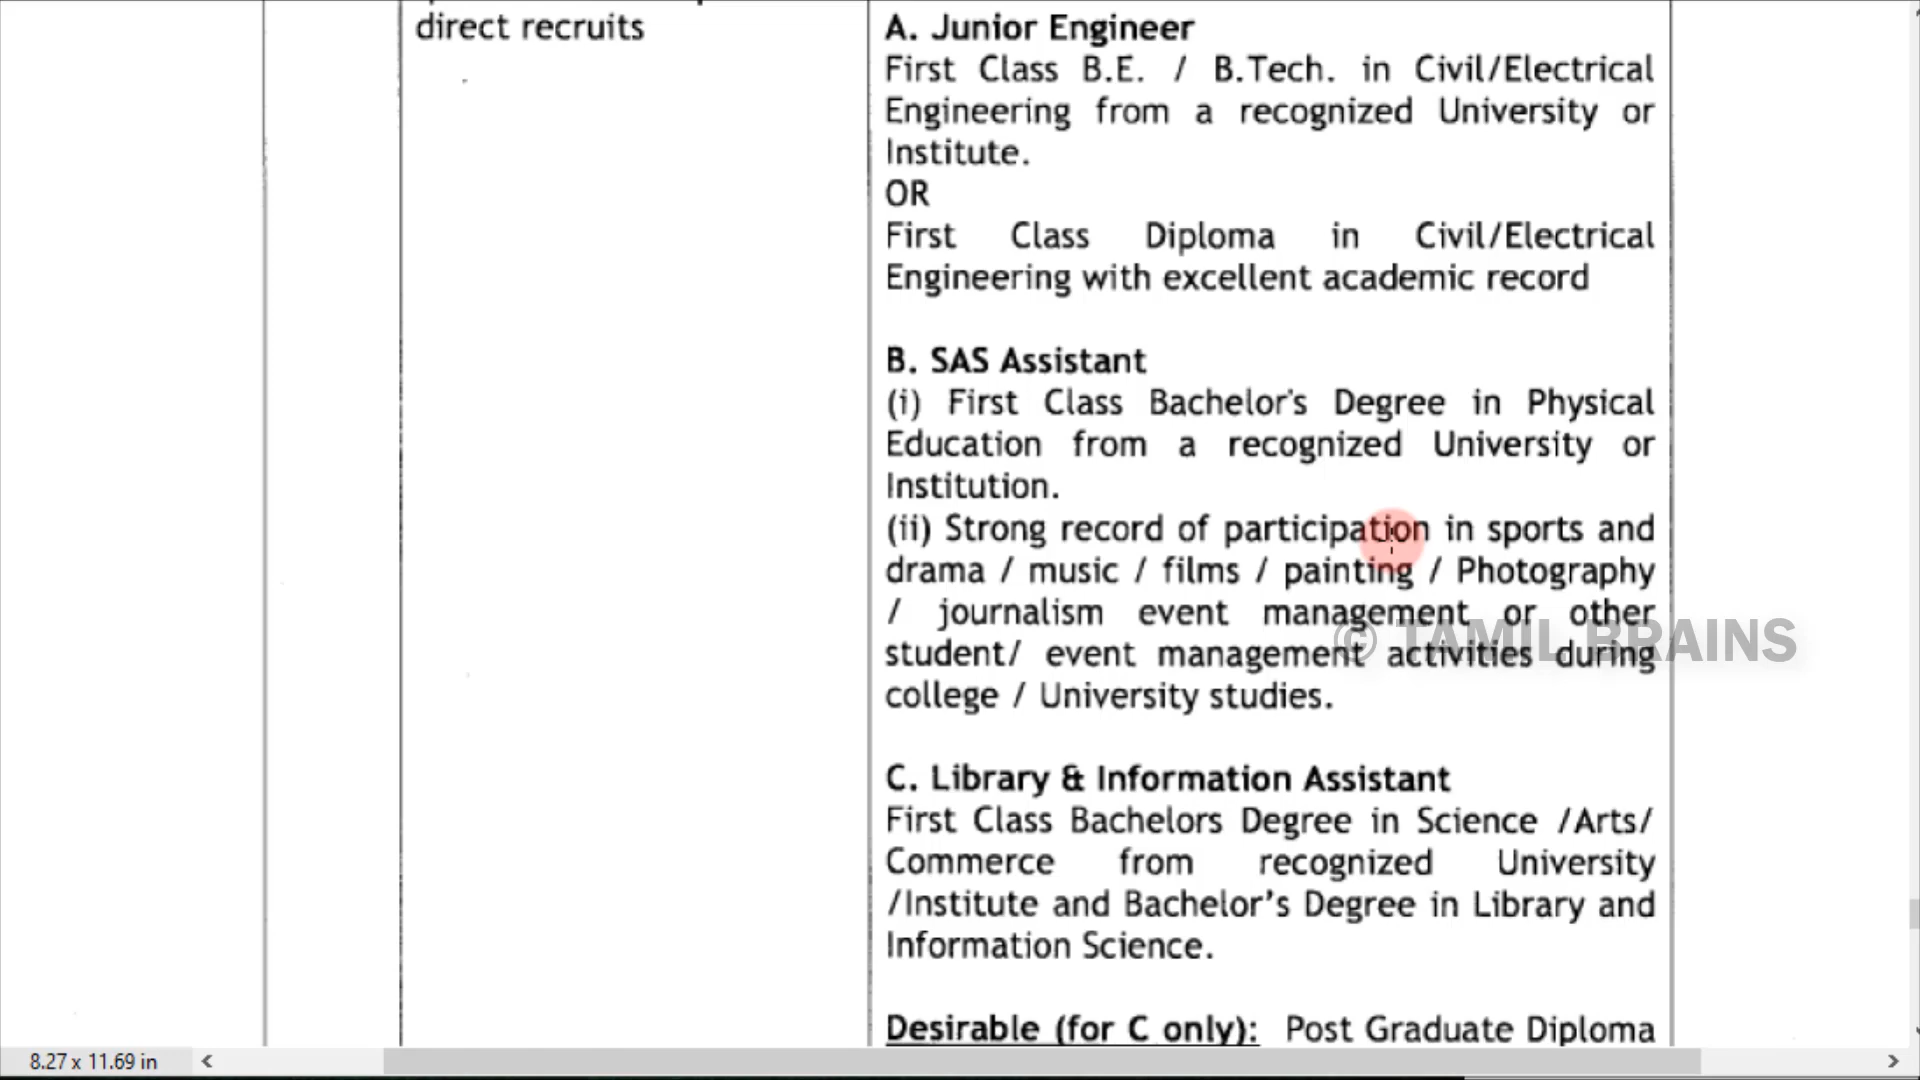 direct recruits
A. Junior Engineer
First Class B.E. / B.Tech. in Civil/Electrical
Engineering from a recognized University or
Institute.
OR
First Class Diploma in Civil/Electrical
Engineering with excellent academic record
B. SAS Assistant
(i) First Class Bachelor's Degree in Physical
Education from a recognized University or
Institution.
(ii) Strong record of participation in sports and
drama / music / films / painting / Photography
/ journalism event management or other
student/ event management activities during
college / University studies.
© TAMIL BRAINS
C. Library & Information Assistant
First Class Bachelors Degree in Science /Arts/
Commerce from recognized University
/Institute and Bachelor's Degree in Library and
Information Science.
Desirable (for C only): Post Graduate Diploma
8.27 x 11.69 in